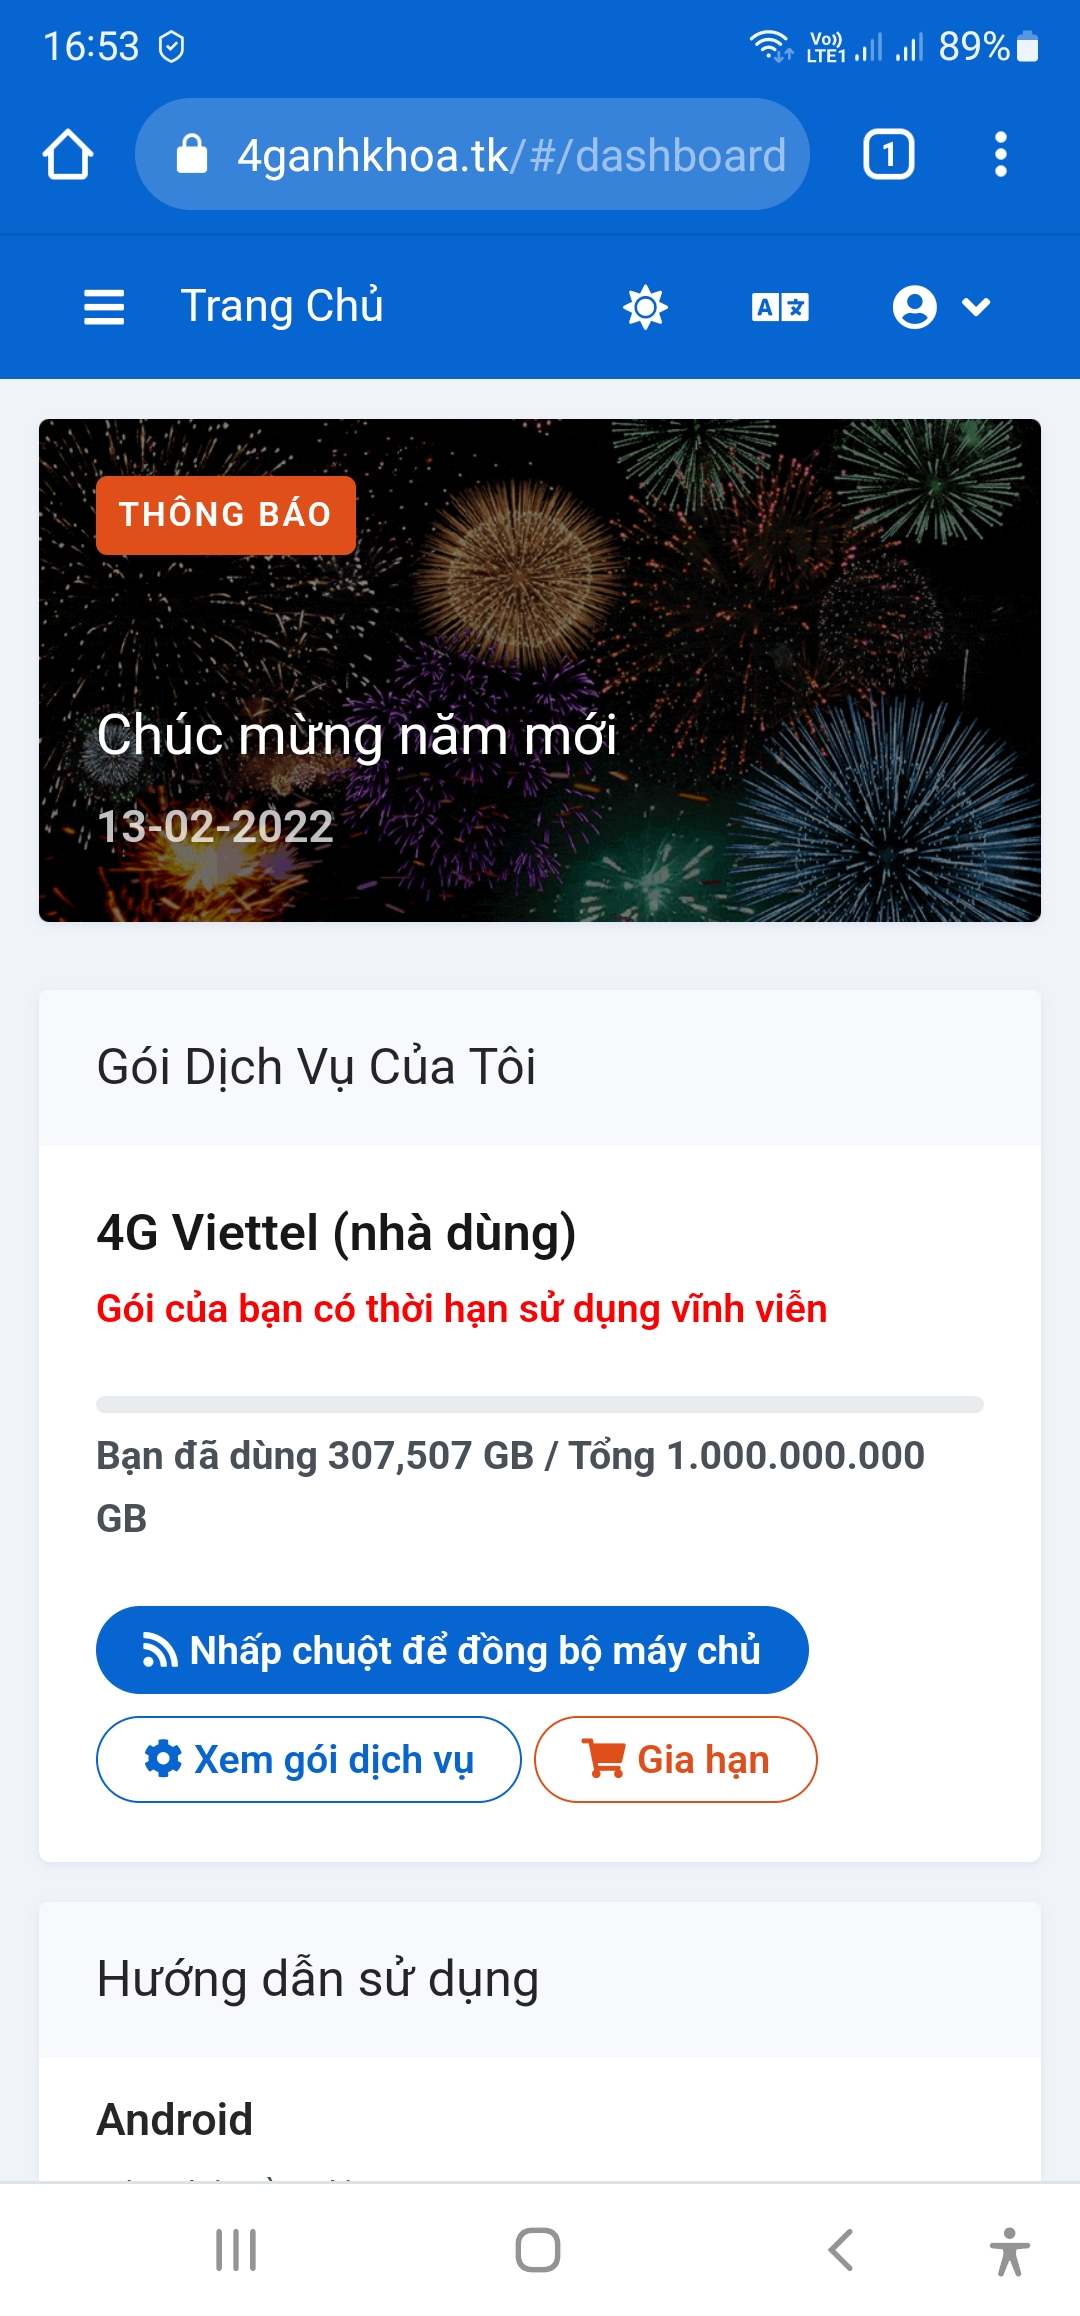 16:53
Vo)) LTE1 89%
4ganhkhoa.tk/#/dashboard
1
Trang Chủ
THÔNG BÁO
Chúc mừng năm mới
13-02-2022
Gói Dịch Vụ Của Tôi
4G Viettel (nhà dùng)
Gói của bạn có thời hạn sử dụng vĩnh viễn
Bạn đã dùng 307,507 GB / Tổng 1.000.000.000
GB
Nhấp chuột để đồng bộ máy chủ
Xem gói dịch vụ
Gia hạn
Hướng dẫn sử dụng
Android